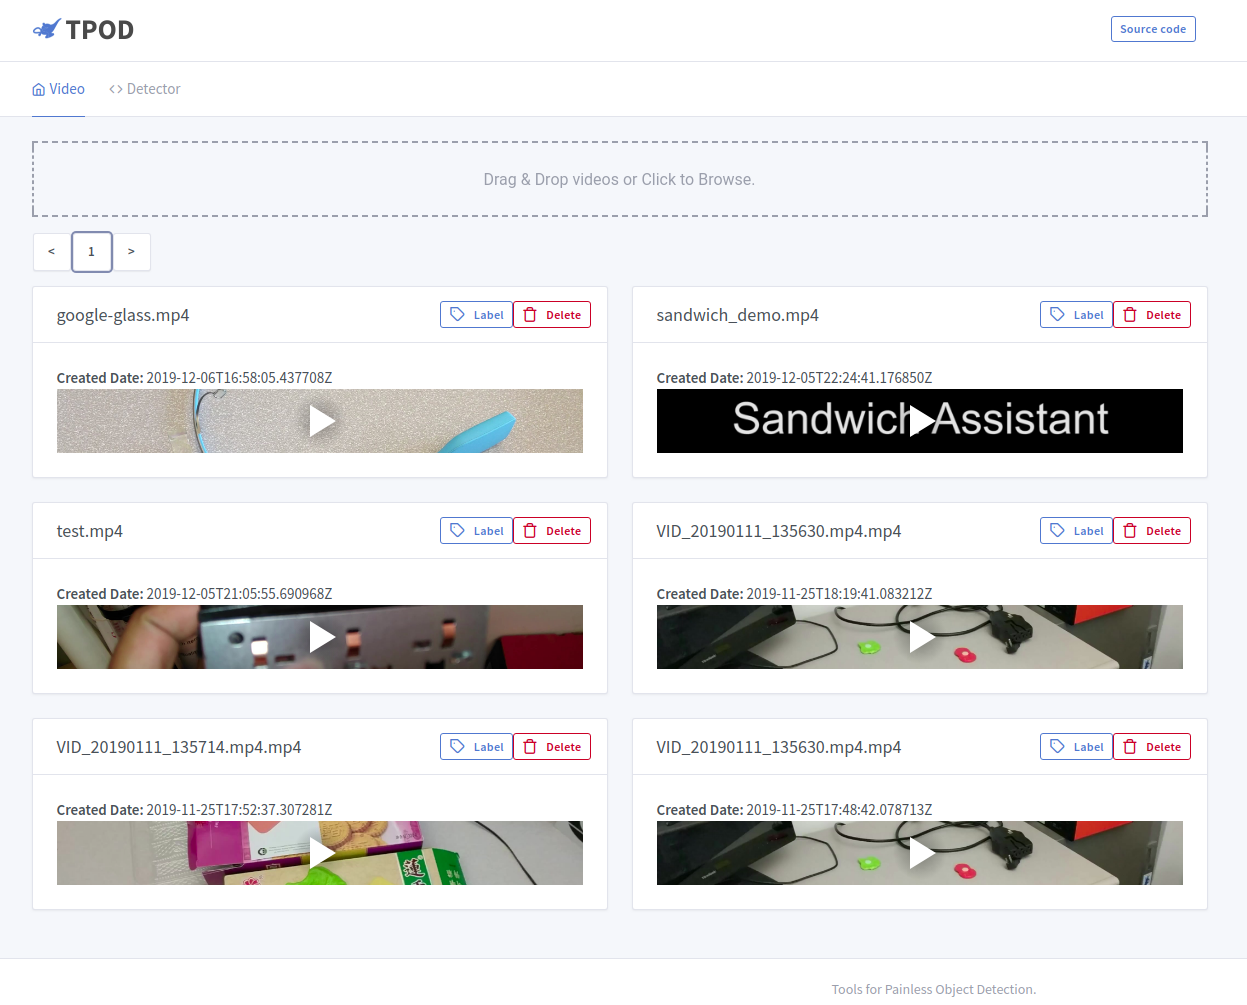 TPOD
Source code
Video
Detector
Drag & Drop videos or Click to Browse.
< 1 >
google-glass.mp4
Label
Delete
Created Date: 2019-12-06T16:58:05.437708Z
sandwich_demo.mp4
Label
Delete
Created Date: 2019-12-05T22:24:41.176850Z
Sandwich Assistant
test.mp4
Label
Delete
Created Date: 2019-12-05T21:05:55.690968Z
VID_20190111_135630.mp4.mp4
Label
Delete
Created Date: 2019-11-25T18:19:41.083212Z
VID_20190111_135714.mp4.mp4
Label
Delete
Created Date: 2019-11-25T17:52:37.307281Z
VID_20190111_135630.mp4.mp4
Label
Delete
Created Date: 2019-11-25T17:48:42.078713Z
Tools for Painless Object Detection.